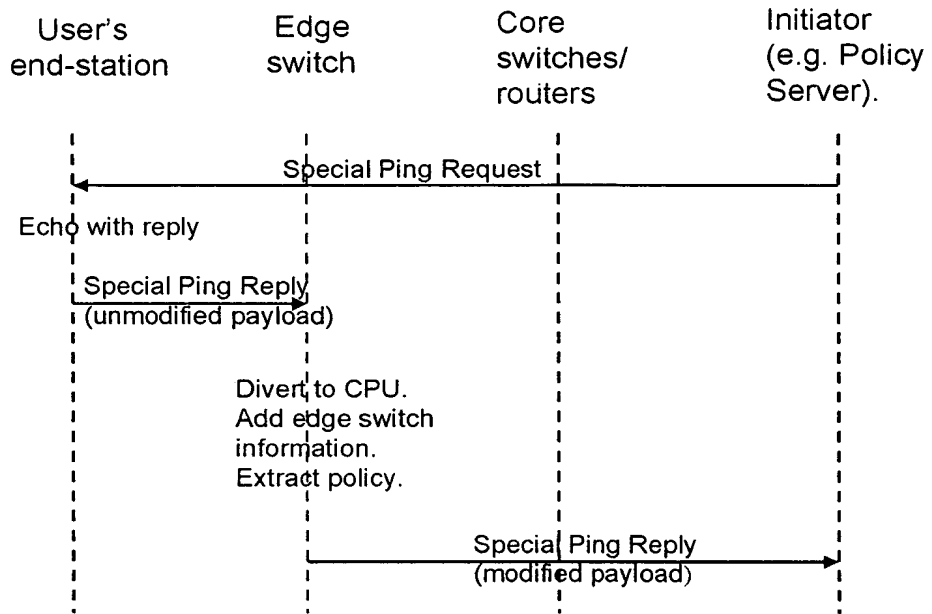 User's
end-station
Edge
switch
Core
switches/
routers
Initiator
(e.g. Policy
Server).
Special Ping Request
Echo with reply
Special Ping Reply
(unmodified payload)
Divert to CPU.
Add edge switch
information.
Extract policy.
Special Ping Reply
(modified payload)